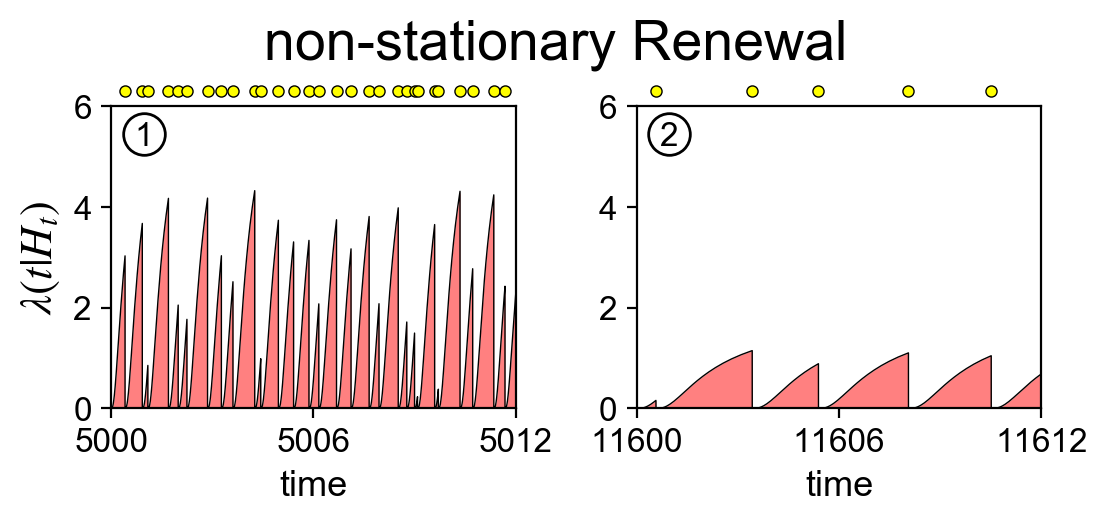 non-stationary Renewal
λ(t|Hₜ)
6
4
2
0
①
5000 5006 5012
time
6
4
2
0
②
11600 11606 11612
time